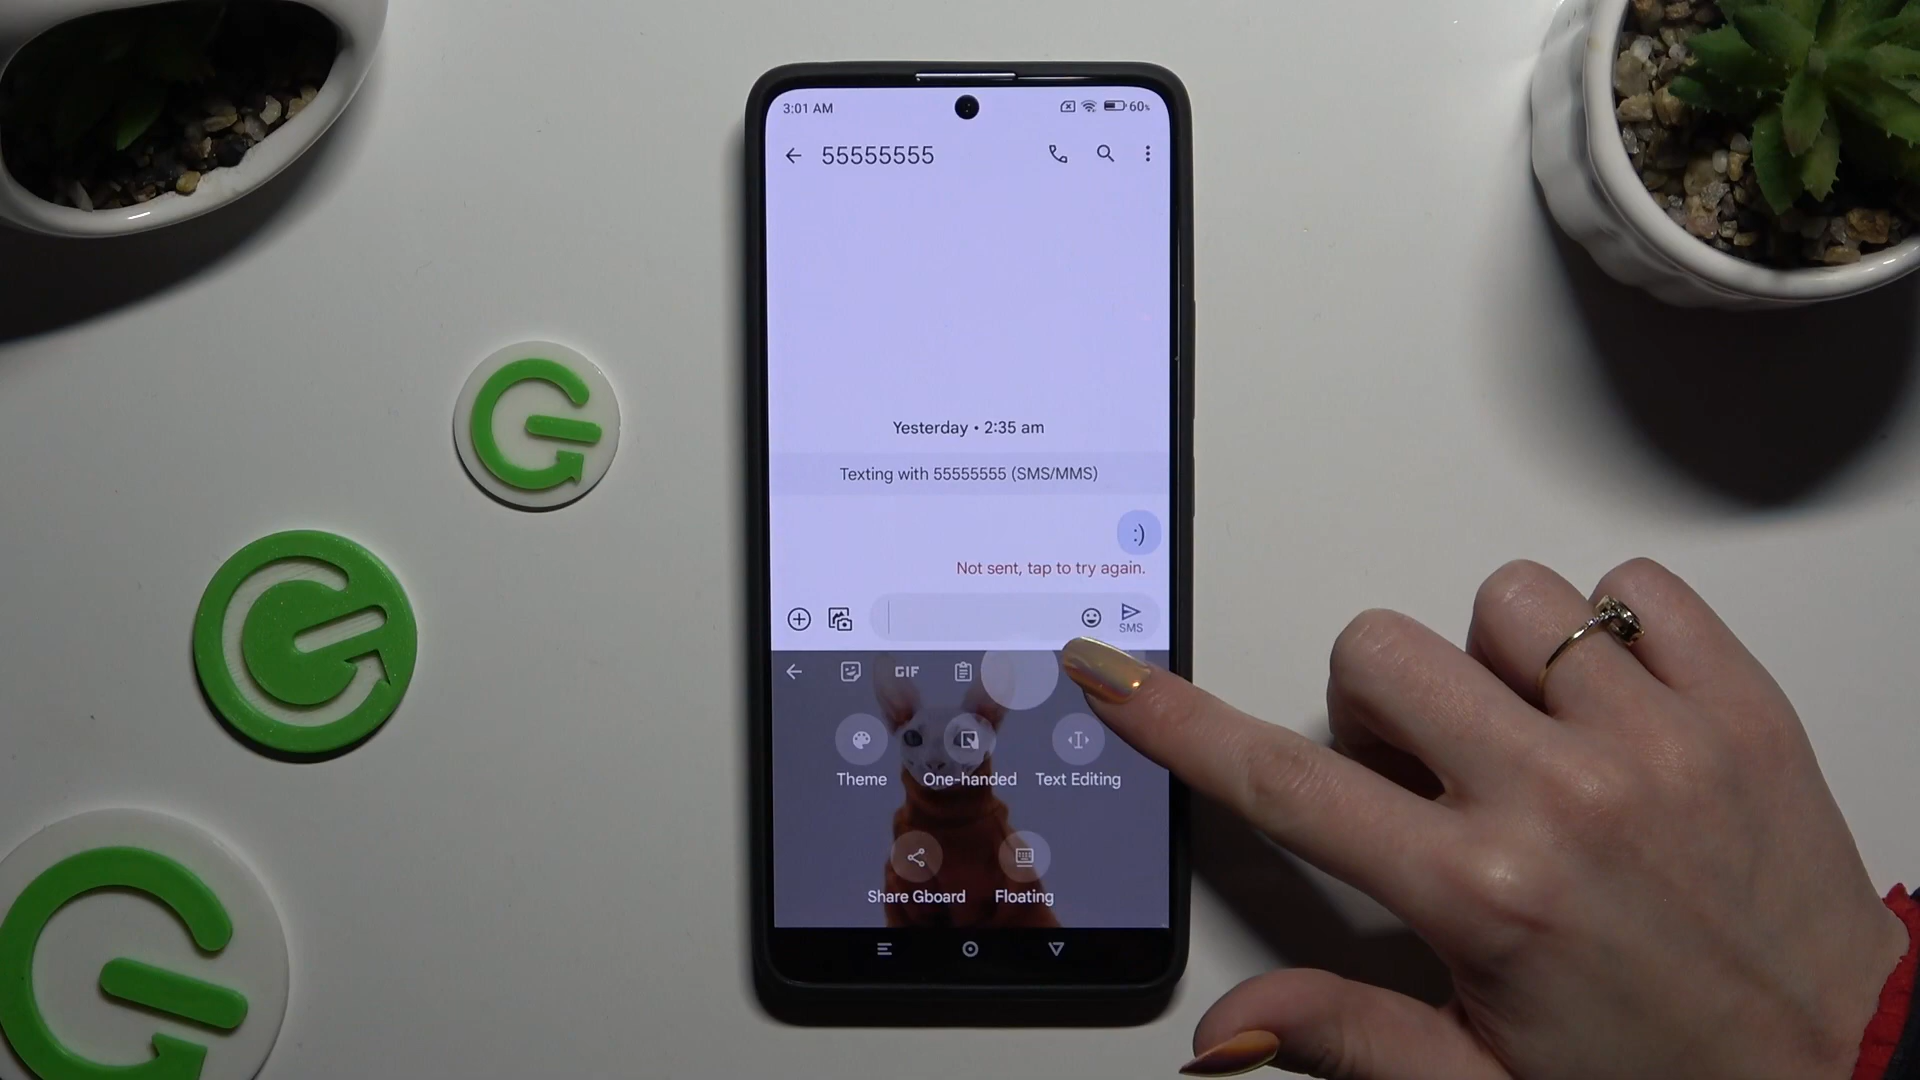 3:01 AM
60%
55555555
Yesterday • 2:35 am
Texting with 55555555 (SMS/MMS)
:)
Not sent, tap to try again.
SMS
GIF
Theme
One-handed
Text Editing
Share Gboard
Floating